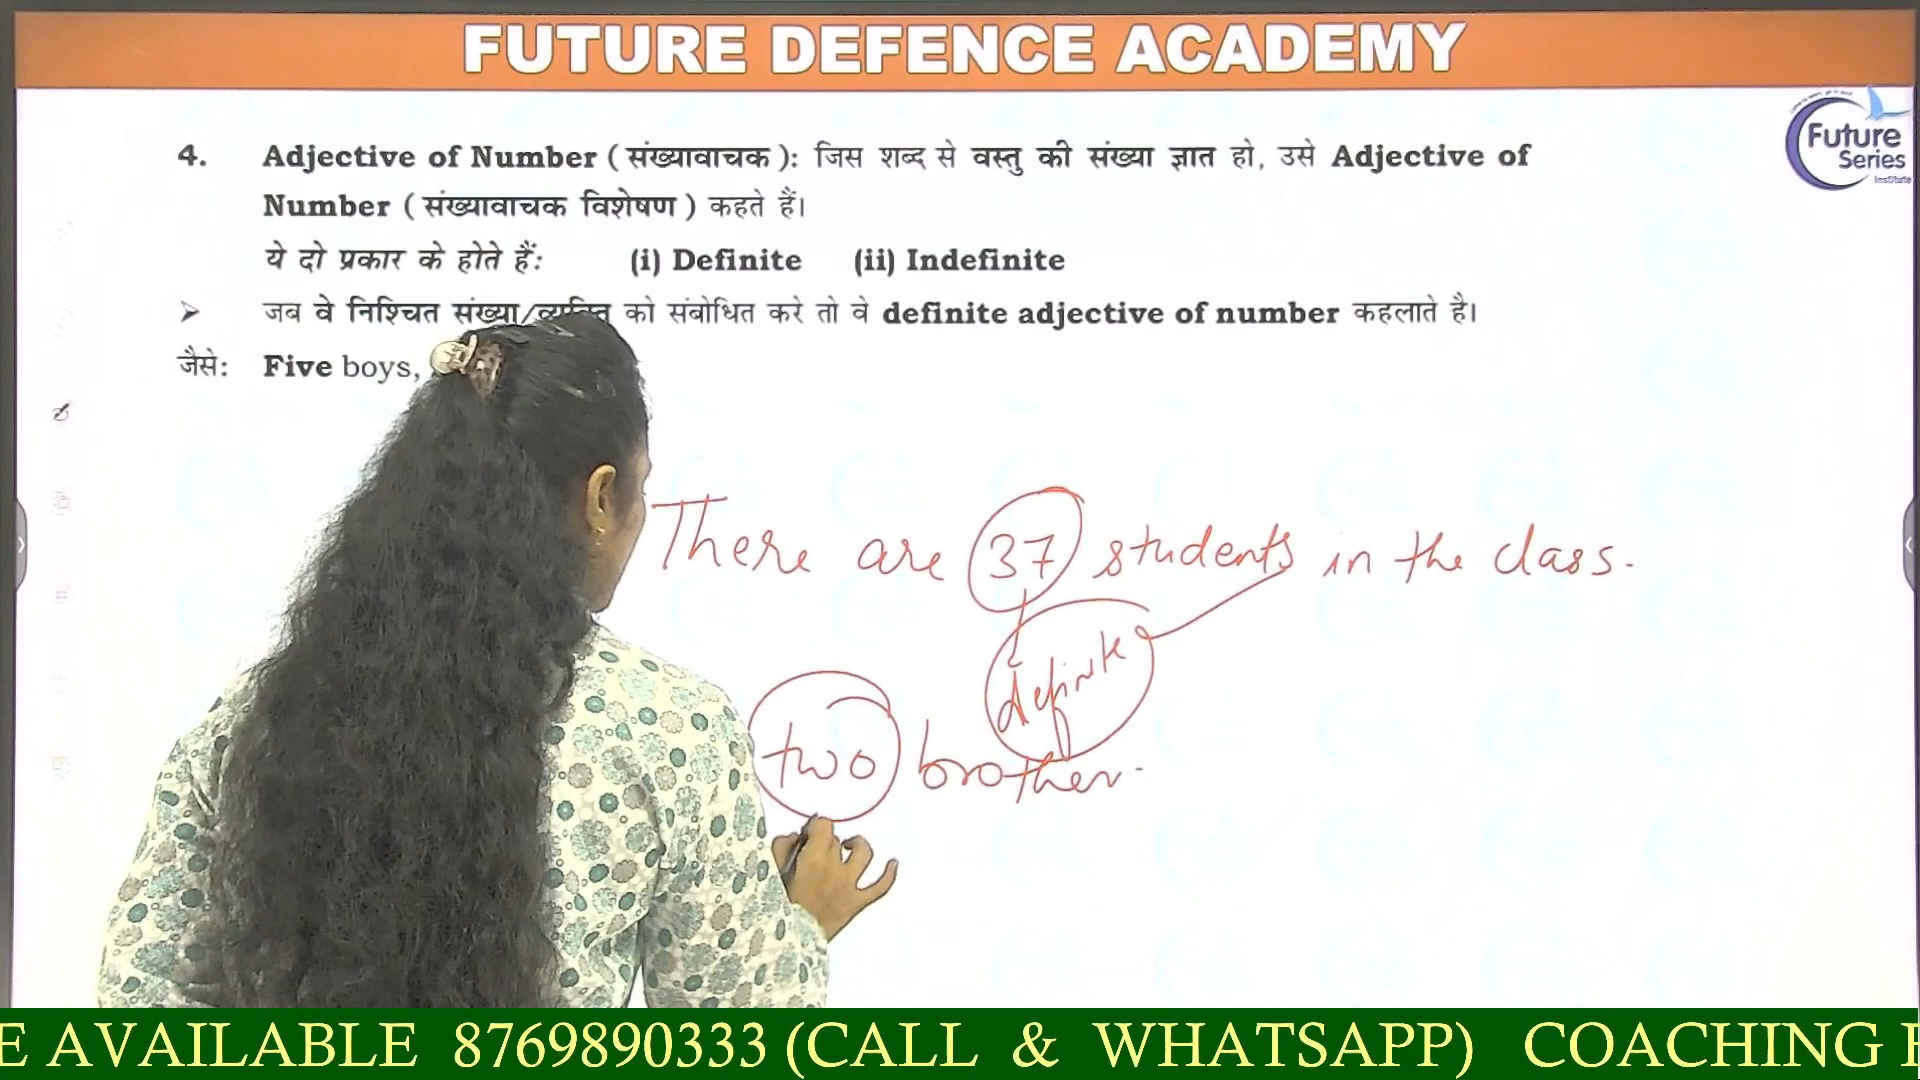 FUTURE DEFENCE ACADEMY
Future
Series
Institute
4. Adjective of Number (संख्यावाचक): जिस शब्द से वस्तु की संख्या ज्ञात हो, उसे Adjective of
Number (संख्यावाचक विशेषण) कहते हैं।
ये दो प्रकार के होते हैं: (i) Definite (ii) Indefinite
➤ जब वे निश्चित संख्या/व्यक्ति को संबोधित करे तो वे definite adjective of number कहलाते है।
जैसे: Five boys,
There are 37 students in the class.
definite
two brother.
E AVAILABLE 8769890333 (CALL & WHATSAPP) COACHING